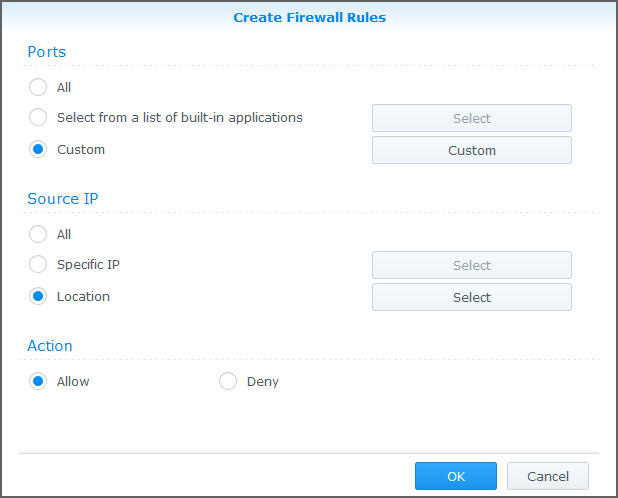 Create Firewall Rules
Ports
All
Select from a list of built-in applications Select
Custom Custom
Source IP
All
Specific IP Select
Location Select
Action
Allow Deny
OK Cancel